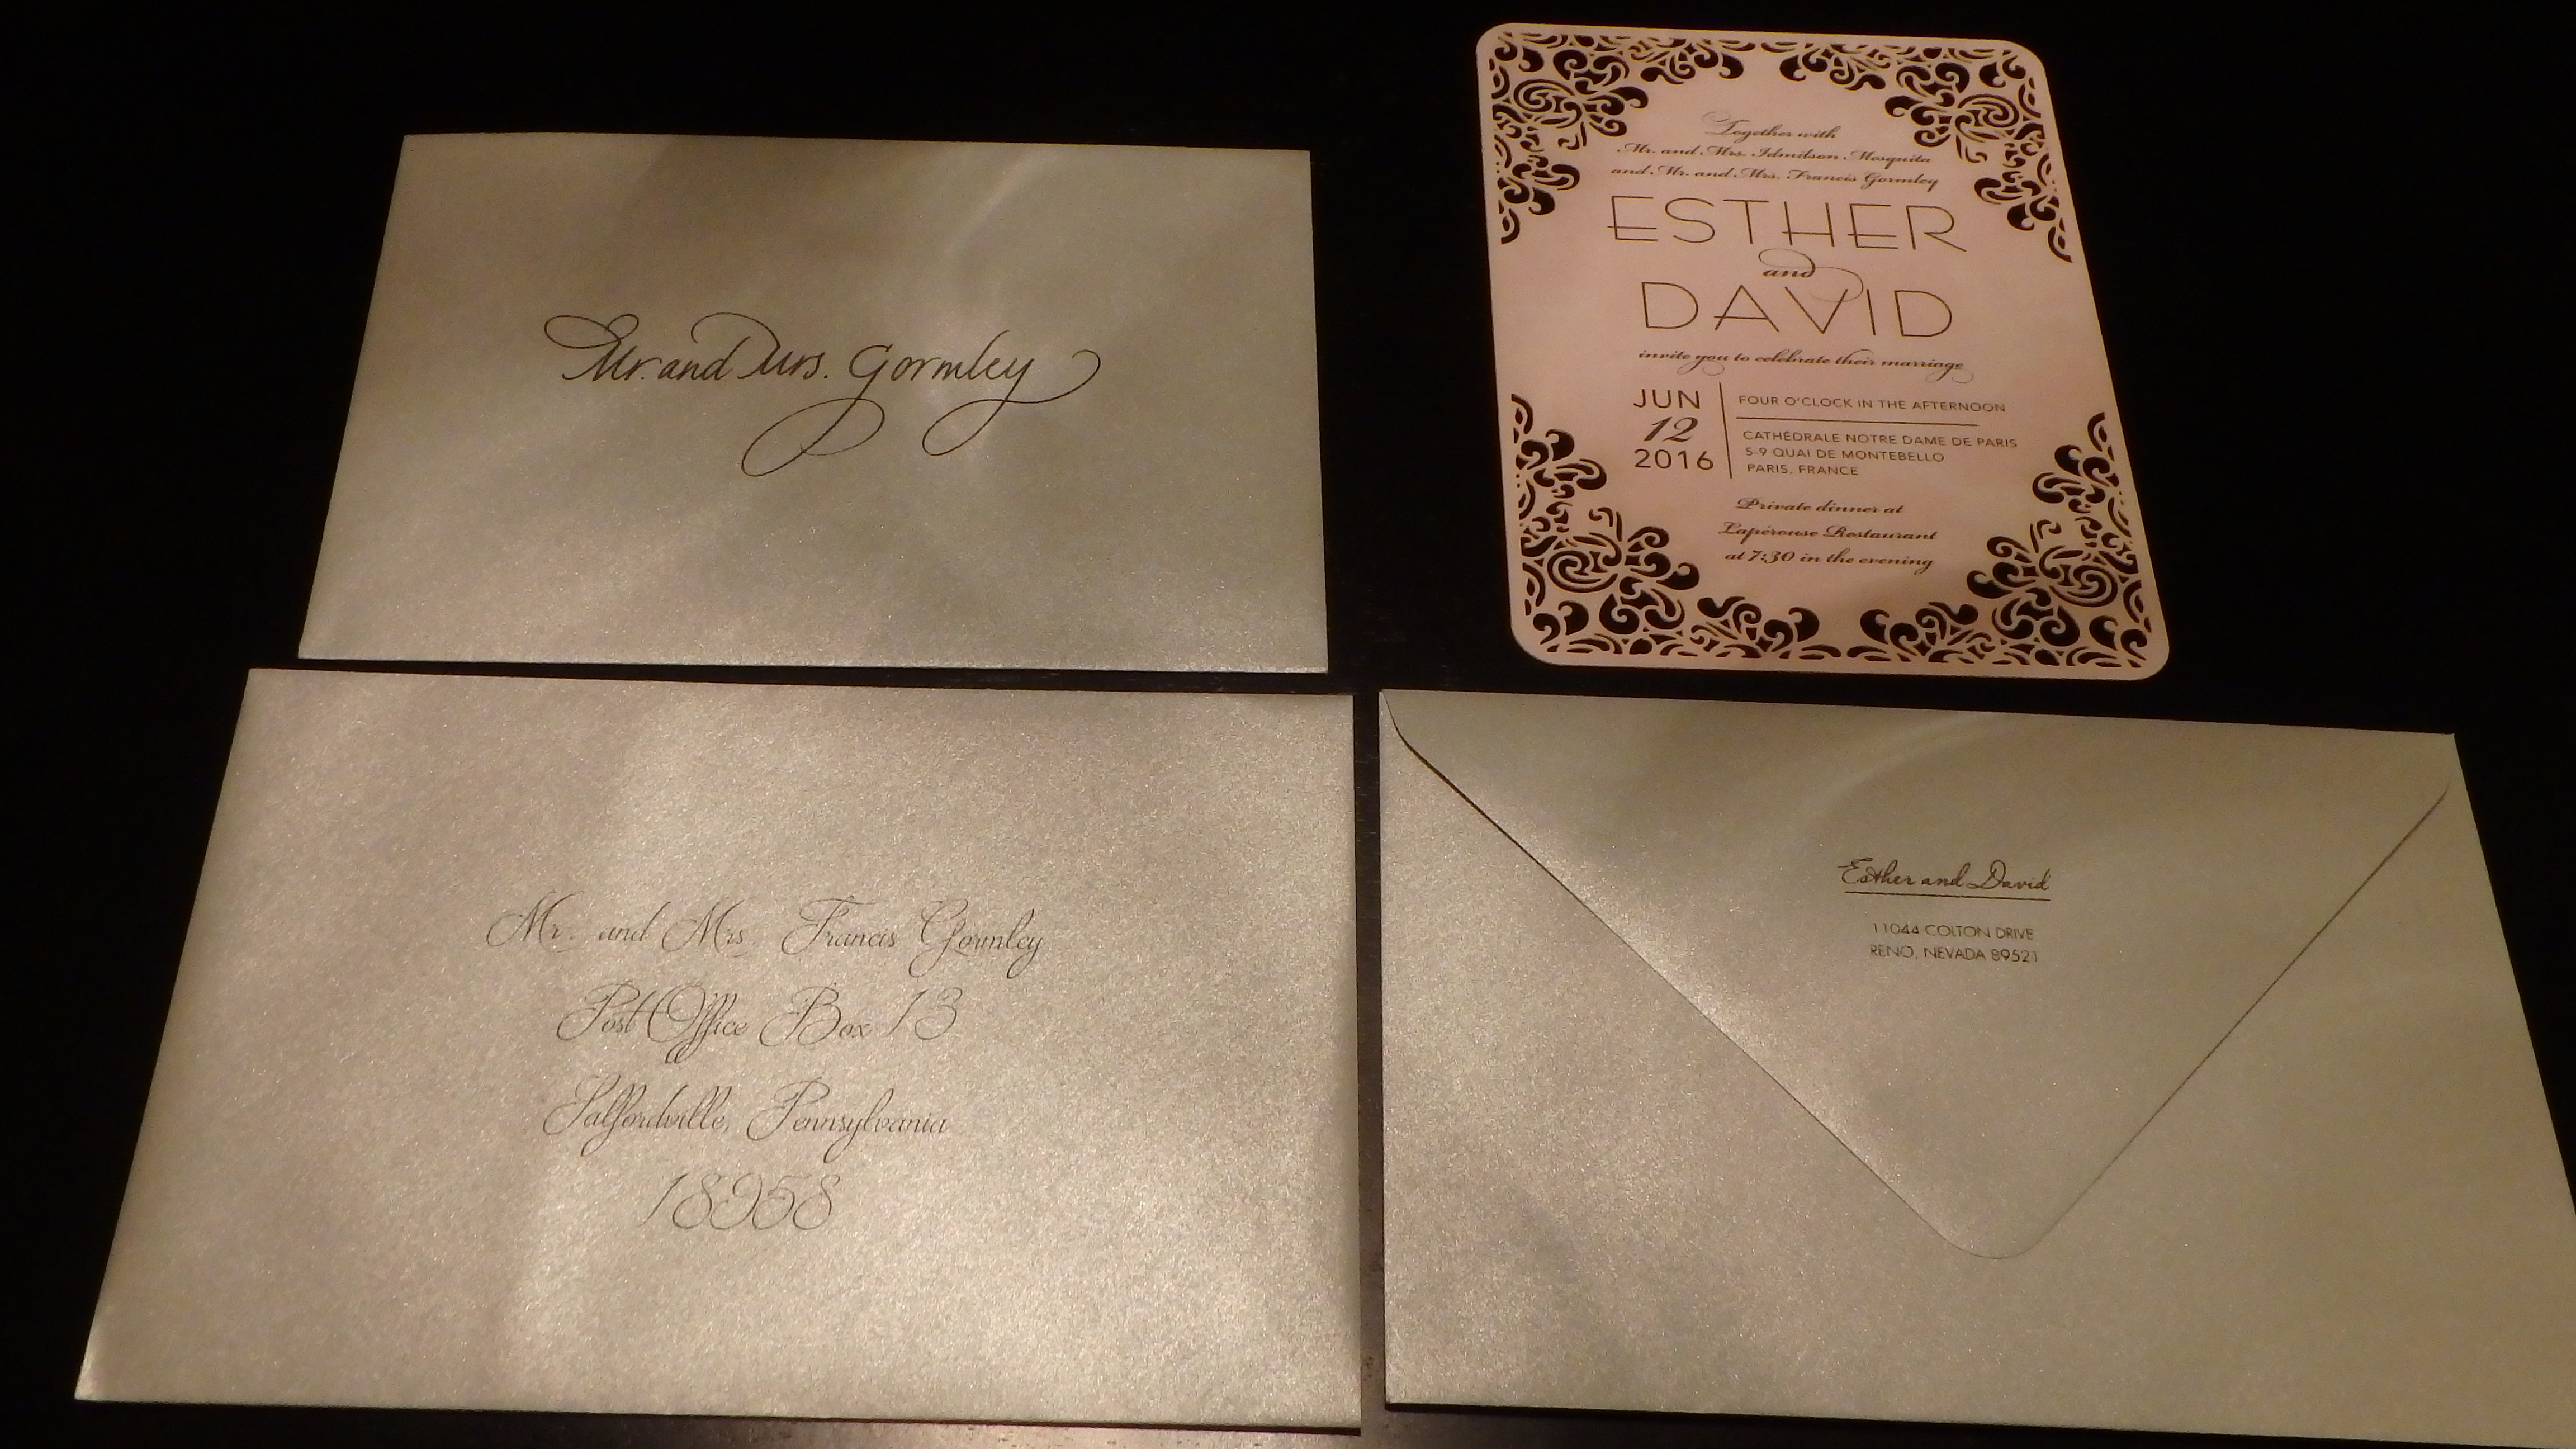 Mr. and Mrs. Gormley
Together with
Mr. and Mrs. Idmilson Mesquita
and Mr. and Mrs. Francis Gormley
ESTHER
and
DAVID
invite you to celebrate their marriage
JUN
12
2016
FOUR O'CLOCK IN THE AFTERNOON
CATHÉDRALE NOTRE DAME DE PARIS
5-9 QUAI DE MONTEBELLO
PARIS, FRANCE
Private dinner at
Lapérouse Restaurant
at 7:30 in the evening
Mr. and Mrs. Francis Gormley
Post Office Box 13
Salfordville, Pennsylvania
18958
Esther and David
11044 COLTON DRIVE
RENO, NEVADA 89521